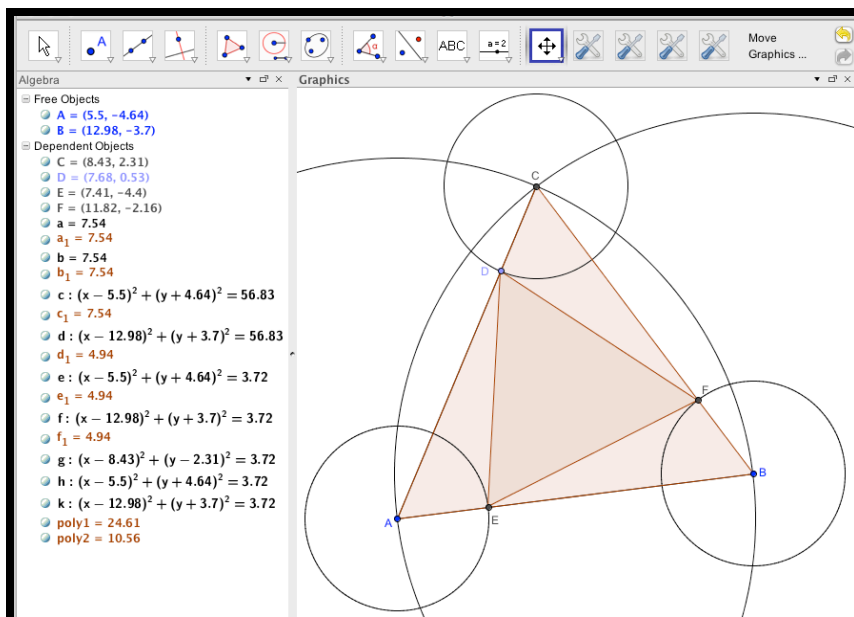 A
α
ABC
a=2
Move
Graphics ...
Algebra
Graphics
Free Objects
A = (5.5, −4.64)
B = (12.98, −3.7)
Dependent Objects
C = (8.43, 2.31)
D = (7.68, 0.53)
E = (7.41, −4.4)
F = (11.82, −2.16)
a = 7.54
a₁ = 7.54
b = 7.54
b₁ = 7.54
c : (x − 5.5)² + (y + 4.64)² = 56.83
c₁ = 7.54
d : (x − 12.98)² + (y + 3.7)² = 56.83
d₁ = 4.94
e : (x − 5.5)² + (y + 4.64)² = 3.72
e₁ = 4.94
f : (x − 12.98)² + (y + 3.7)² = 3.72
f₁ = 4.94
g : (x − 8.43)² + (y − 2.31)² = 3.72
h : (x − 5.5)² + (y + 4.64)² = 3.72
k : (x − 12.98)² + (y + 3.7)² = 3.72
poly1 = 24.61
poly2 = 10.56
C
D
F
B
A
E